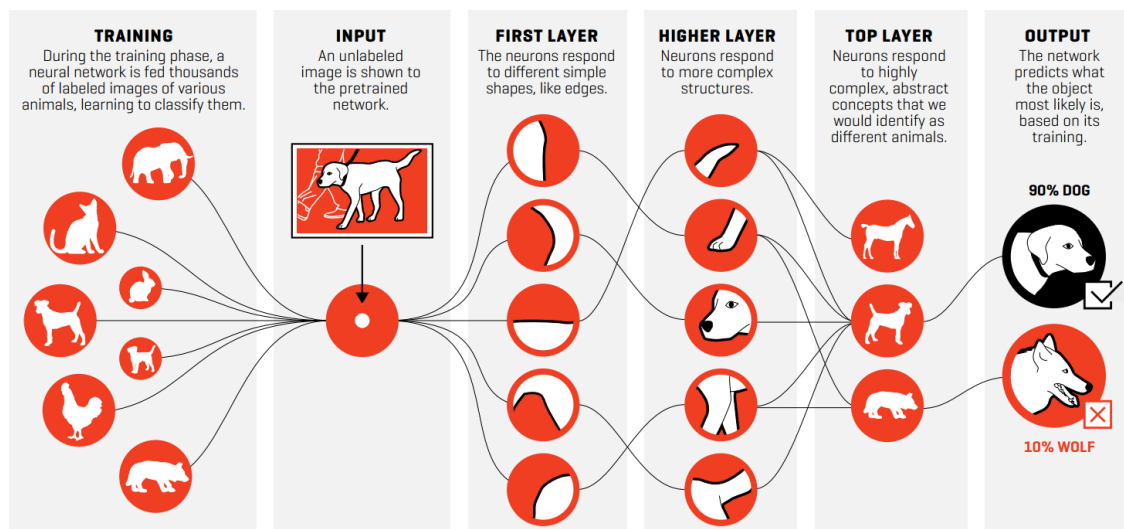 TRAINING
During the training phase, a
neural network is fed thousands
of labeled images of various
animals, learning to classify them.
INPUT
An unlabeled
image is shown to
the pretrained
network.
FIRST LAYER
The neurons respond
to different simple
shapes, like edges.
HIGHER LAYER
Neurons respond
to more complex
structures.
TOP LAYER
Neurons respond
to highly
complex, abstract
concepts that we
would identify as
different animals.
OUTPUT
The network
predicts what
the object
most likely is,
based on its
training.
90% DOG
10% WOLF